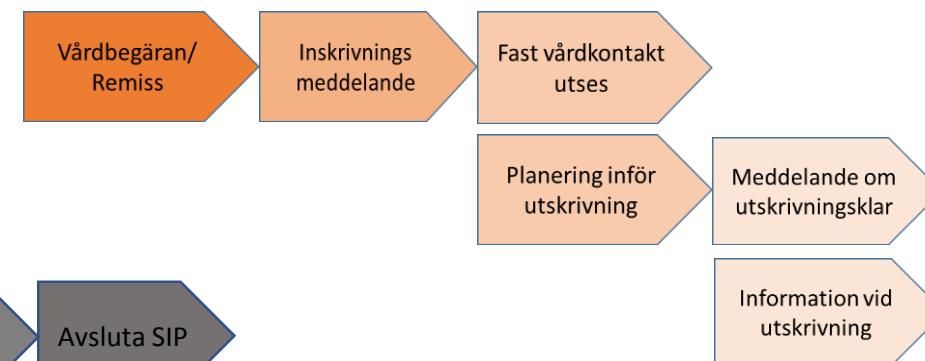 Vårdbegäran/
Remiss
Inskrivnings
meddelande
Fast vårdkontakt
utses
Planering inför
utskrivning
Meddelande om
utskrivningsklar
Information vid
utskrivning
Avsluta SIP